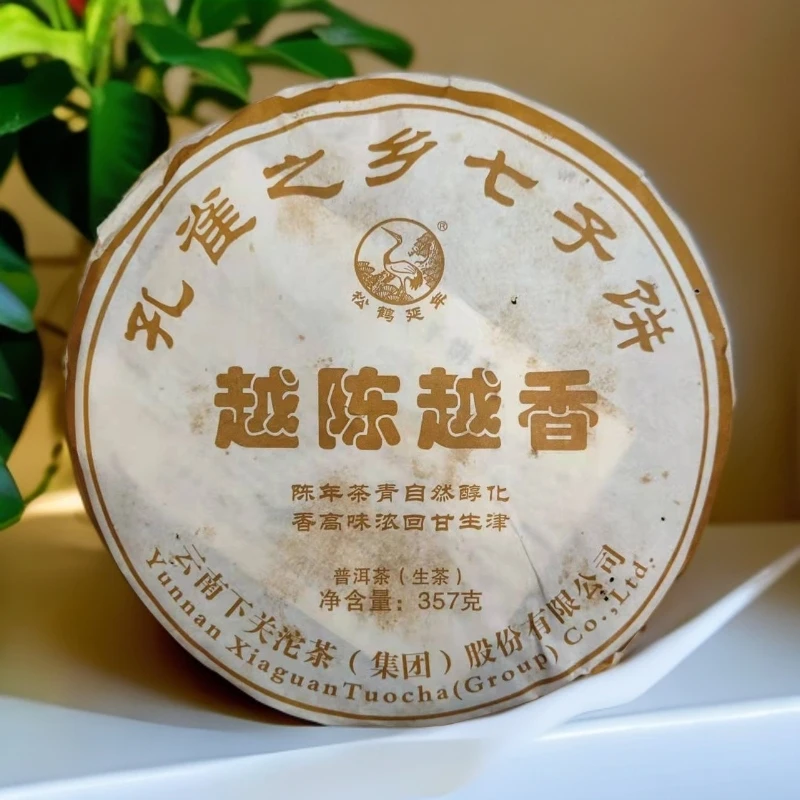 孔雀之乡七子饼
®
松鹤延年
越陈越香
陈年茶青自然醇化
香高味浓回甘生津
普洱茶（生茶）
净含量：357克
云南下关沱茶（集团）股份有限公司
Yunnan XiaguanTuocha(Group) Co.,Ltd.